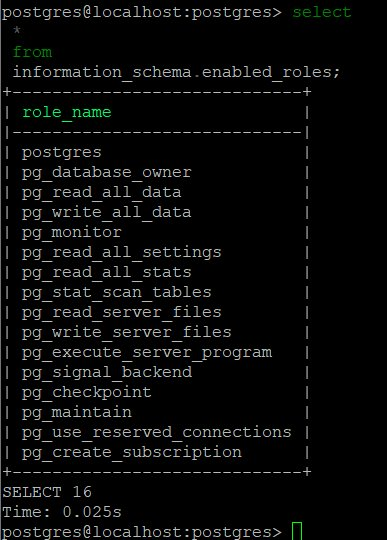 postgres@localhost:postgres> select
*
from
information_schema.enabled_roles;
+-----------------------------+
| role_name                   |
|-----------------------------|
| postgres                    |
| pg_database_owner           |
| pg_read_all_data            |
| pg_write_all_data           |
| pg_monitor                  |
| pg_read_all_settings        |
| pg_read_all_stats           |
| pg_stat_scan_tables         |
| pg_read_server_files        |
| pg_write_server_files       |
| pg_execute_server_program   |
| pg_signal_backend           |
| pg_checkpoint               |
| pg_maintain                 |
| pg_use_reserved_connections |
| pg_create_subscription      |
+-----------------------------+
SELECT 16
Time: 0.025s
postgres@localhost:postgres>